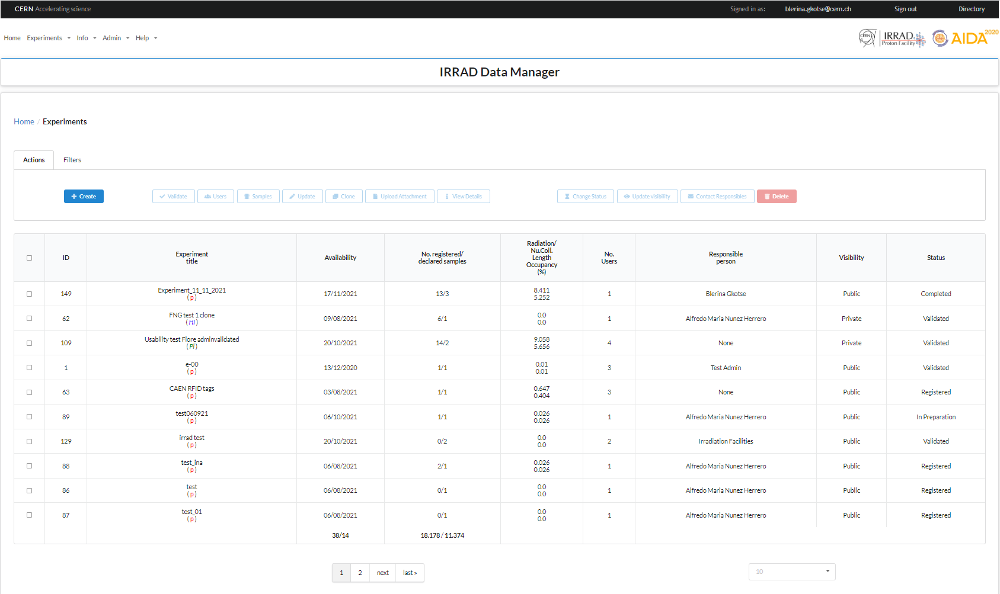 CERN Accelerating science
Signed in as: blerina.gkotse@cern.ch Sign out Directory
Home Experiments Info Admin Help
CERN IRRAD Proton Facility AIDA2020
IRRAD Data Manager
Home / Experiments
Actions Filters
Create Validate Users Samples Update Clone Upload Attachment View Details Change Status Update visibility Contact Responsibles Delete
ID Experiment title Availability No. registered/ declared samples Radiation/ Nu.Coll. Length Occupancy (%) No. Users Responsible person Visibility Status
149 Experiment_11_11_2021 ( p ) 17/11/2021 13/3 8.411 5.252 1 Blerina Gkotse Public Completed
62 FNG test 1 clone ( HI ) 09/08/2021 6/1 0.0 0.0 1 Alfredo Maria Nunez Herrero Private Validated
109 Usability test Fiore adminvalidated ( Pi ) 20/10/2021 14/2 9.058 5.656 4 None Private Validated
1 e-00 ( p ) 13/12/2020 1/1 0.01 0.01 3 Test Admin Public Validated
63 CAEN RFID tags ( p ) 03/08/2021 1/1 0.647 0.404 3 None Public Registered
89 test060921 ( p ) 06/10/2021 1/1 0.026 0.026 1 Alfredo Maria Nunez Herrero Public In Preparation
129 irrad test ( p ) 20/10/2021 0/2 0.0 0.0 2 Irradiation Facilities Public Validated
88 test_ina ( p ) 06/08/2021 2/1 0.026 0.026 1 Alfredo Maria Nunez Herrero Public Registered
86 test ( p ) 06/08/2021 0/1 0.0 0.0 1 Alfredo Maria Nunez Herrero Public Registered
87 test_01 ( p ) 06/08/2021 0/1 0.0 0.0 1 Alfredo Maria Nunez Herrero Public Registered
38/14 18.178 / 11.374
1 2 next last » 10